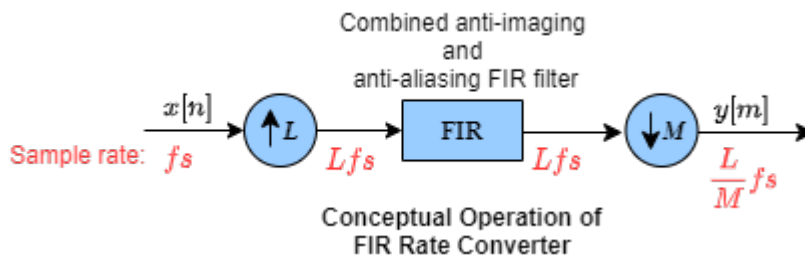 Combined anti-imaging
and
anti-aliasing FIR filter
x[n]
↑ L
FIR
↓ M
y[m]
Sample rate: fs
Lfs
Lfs
L/M fs
Conceptual Operation of
FIR Rate Converter